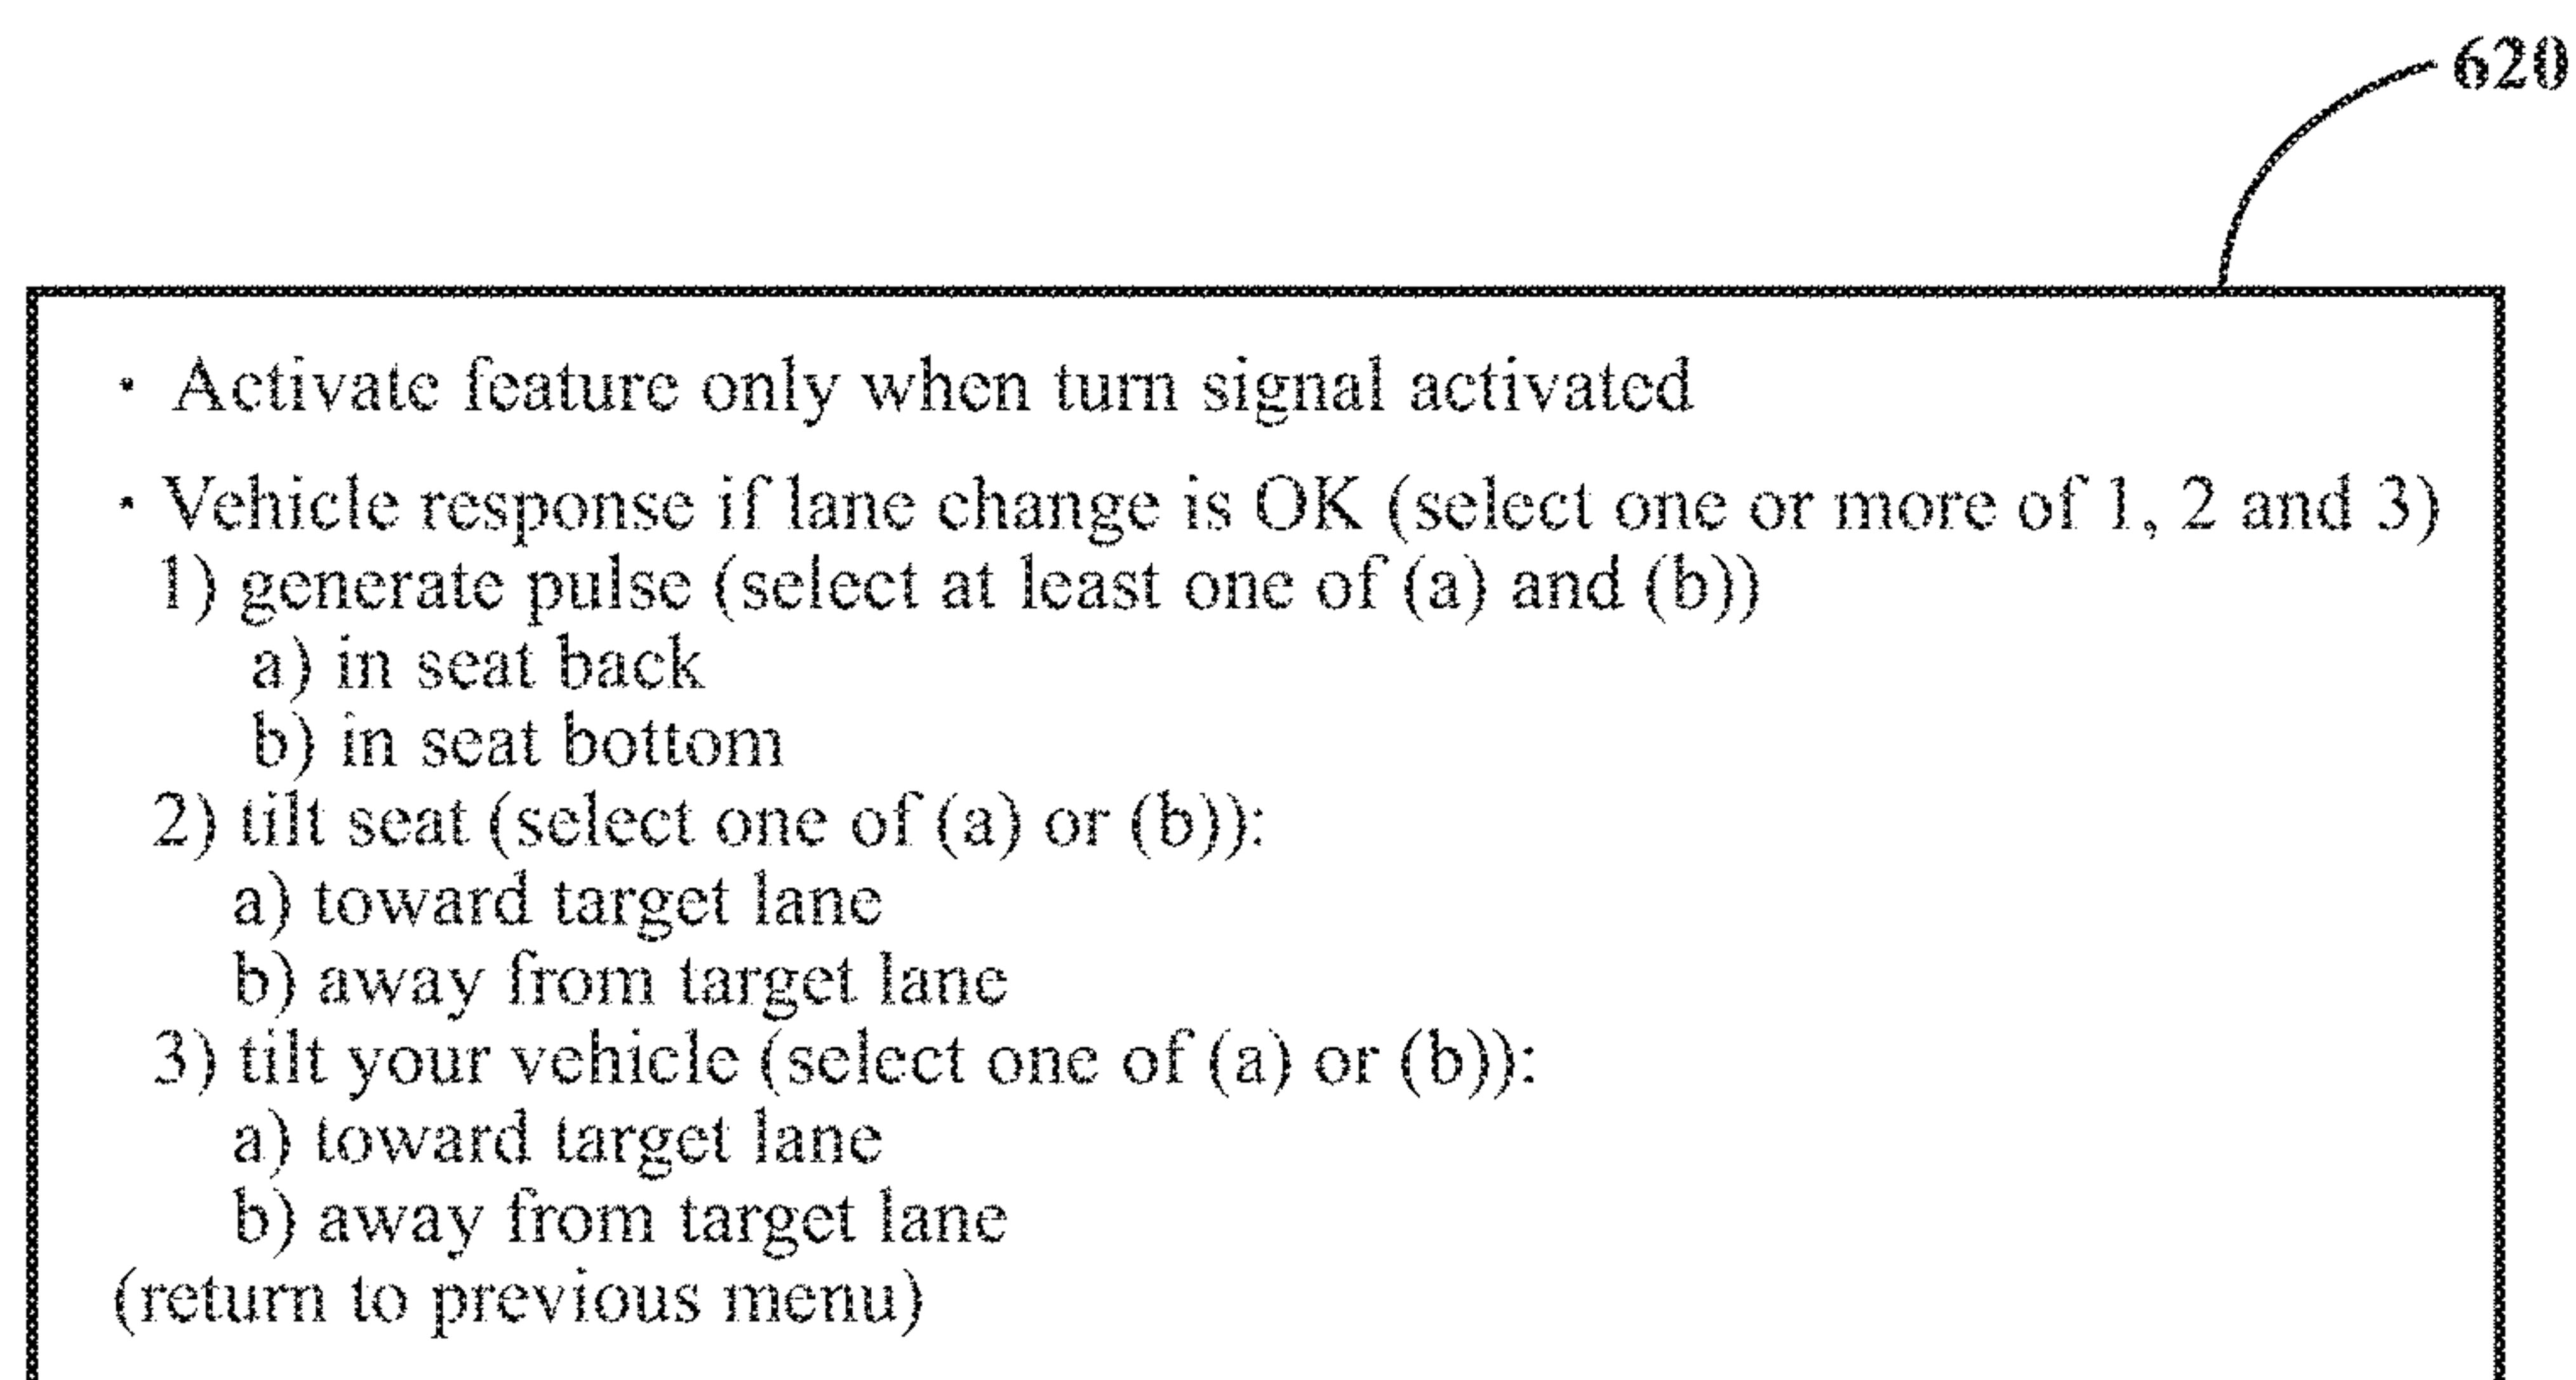 620
· Activate feature only when turn signal activated
· Vehicle response if lane change is OK (select one or more of 1, 2 and 3)
1) generate pulse (select at least one of (a) and (b))
a) in seat back
b) in seat bottom
2) tilt seat (select one of (a) or (b)):
a) toward target lane
b) away from target lane
3) tilt your vehicle (select one of (a) or (b)):
a) toward target lane
b) away from target lane
(return to previous menu)